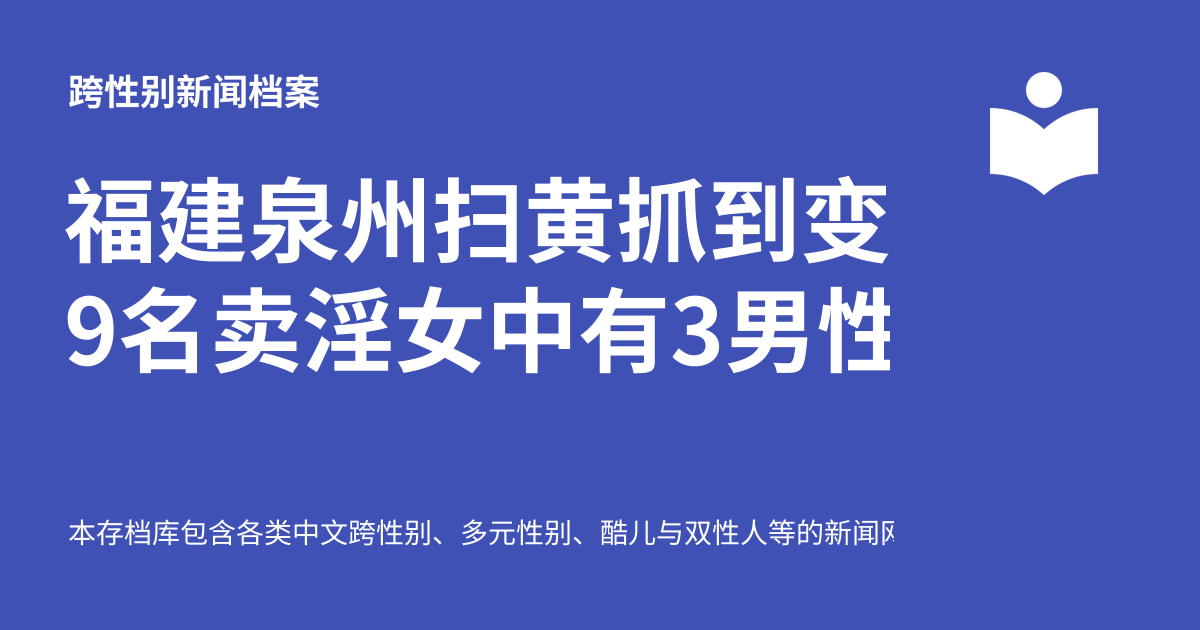 跨性别新闻档案
福建泉州扫黄抓到变
9名卖淫女中有3男性
本存档库包含各类中文跨性别、多元性别、酷儿与双性人等的新闻网